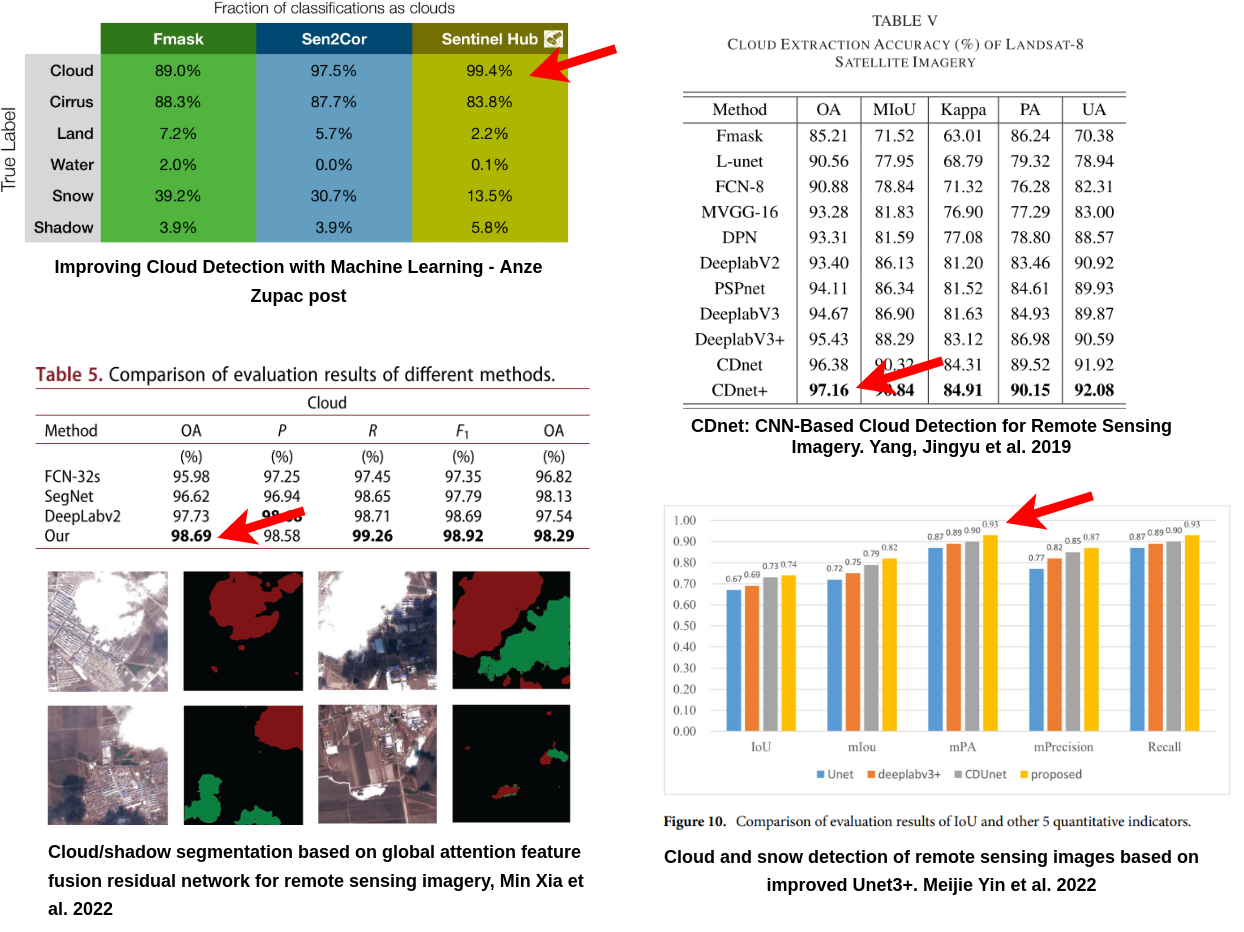 Fraction of classifications as clouds
Fmask Sen2Cor Sentinel Hub
True Label
Cloud 89.0% 97.5% 99.4%
Cirrus 88.3% 87.7% 83.8%
Land 7.2% 5.7% 2.2%
Water 2.0% 0.0% 0.1%
Snow 39.2% 30.7% 13.5%
Shadow 3.9% 3.9% 5.8%
Improving Cloud Detection with Machine Learning - Anze
Zupac post
TABLE V
CLOUD EXTRACTION ACCURACY (%) OF LANDSAT-8
SATELLITE IMAGERY
Method OA MIoU Kappa PA UA
Fmask 85.21 71.52 63.01 86.24 70.38
L-unet 90.56 77.95 68.79 79.32 78.94
FCN-8 90.88 78.84 71.32 76.28 82.31
MVGG-16 93.28 81.83 76.90 77.29 83.00
DPN 93.31 81.59 77.08 78.80 88.57
DeeplabV2 93.40 86.13 81.20 83.46 90.92
PSPnet 94.11 86.34 81.52 84.61 89.93
DeeplabV3 94.67 86.90 81.63 84.93 89.87
DeeplabV3+ 95.43 88.29 83.12 86.98 90.59
CDnet 96.38 84.31 89.52 91.92
CDnet+ 97.16 84.91 90.15 92.08
CDnet: CNN-Based Cloud Detection for Remote Sensing
Imagery. Yang, Jingyu et al. 2019
Table 5. Comparison of evaluation results of different methods.
Cloud
Method OA P R F1 OA
(%) (%) (%) (%) (%)
FCN-32s 95.98 97.25 97.45 97.35 96.82
SegNet 96.62 96.94 98.65 97.79 98.13
DeepLabv2 97.73 98.71 98.69 97.54
Our 98.69 98.58 99.26 98.92 98.29
Cloud/shadow segmentation based on global attention feature
fusion residual network for remote sensing imagery, Min Xia et
al. 2022
1.00
0.90
0.80
0.70
0.60
0.50
0.40
0.30
0.20
0.10
0.00
0.67 0.69 0.73 0.74
0.72 0.75 0.79 0.82
0.87 0.89 0.90 0.93
0.77 0.82 0.85 0.87
0.87 0.89 0.90 0.93
IoU mIou mPA mPrecision Recall
Unet deeplabv3+ CDUnet proposed
Figure 10. Comparison of evaluation results of IoU and other 5 quantitative indicators.
Cloud and snow detection of remote sensing images based on
improved Unet3+. Meijie Yin et al. 2022